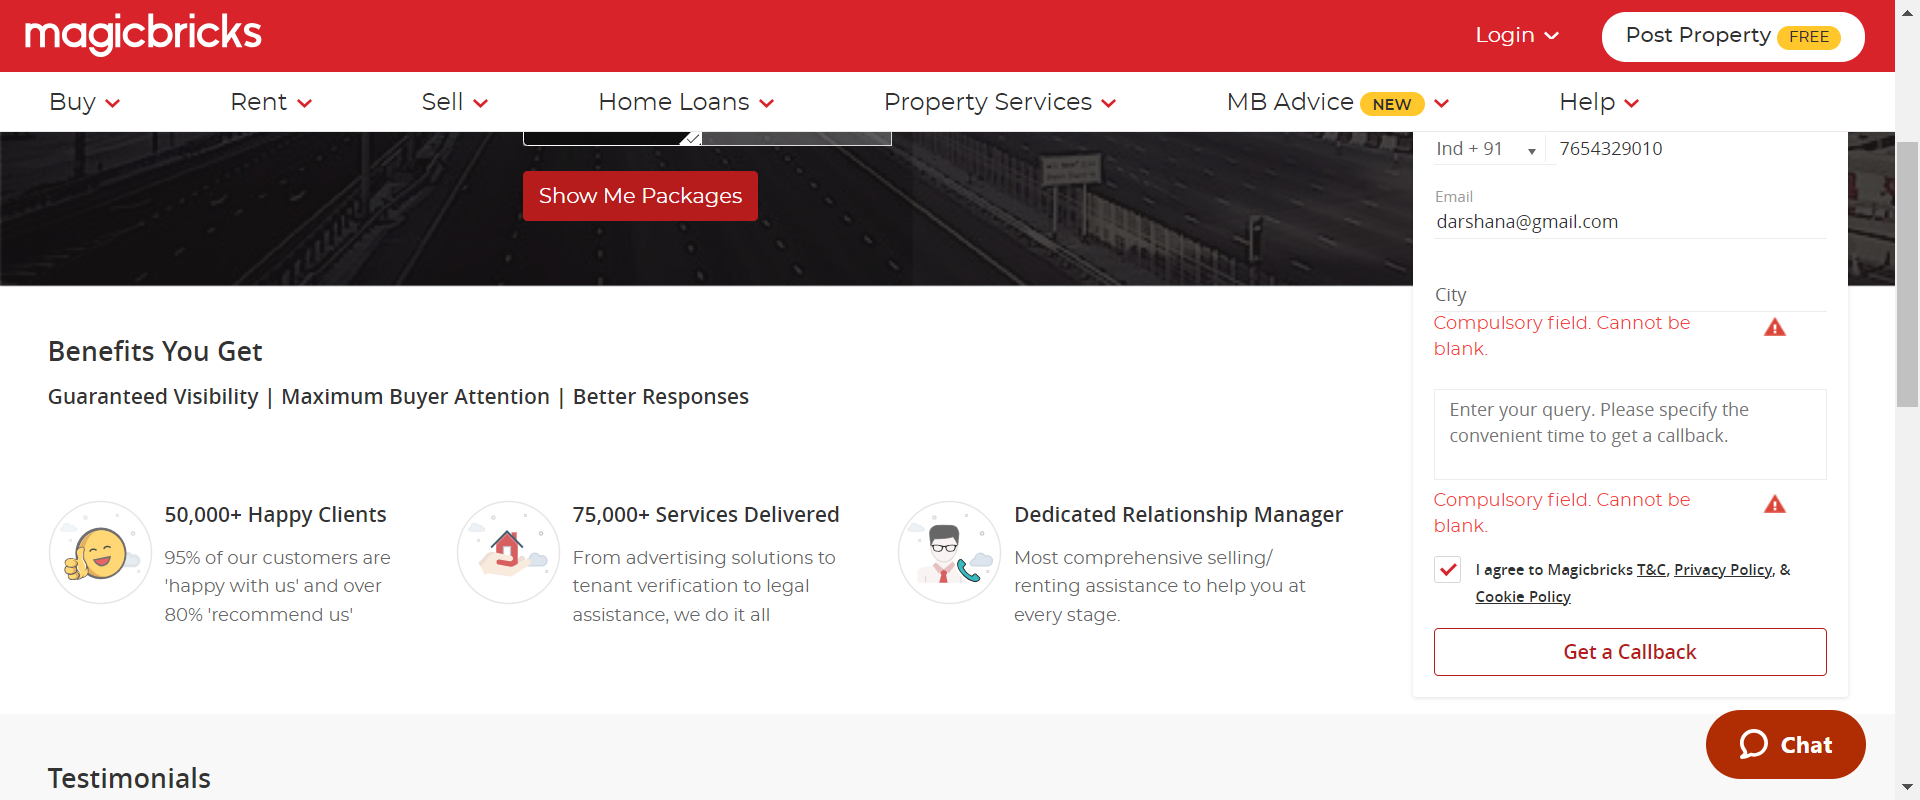 magicbricks
Login
Post Property FREE
Buy
Rent
Sell
Home Loans
Property Services
MB Advice NEW
Help
Ind + 91
7654329010
Show Me Packages
Email
darshana@gmail.com
City
Compulsory field. Cannot be
blank.
Benefits You Get
Guaranteed Visibility | Maximum Buyer Attention | Better Responses
Enter your query. Please specify the
convenient time to get a callback.
Compulsory field. Cannot be
blank.
50,000+ Happy Clients
95% of our customers are
'happy with us' and over
80% 'recommend us'
75,000+ Services Delivered
From advertising solutions to
tenant verification to legal
assistance, we do it all
Dedicated Relationship Manager
Most comprehensive selling/
renting assistance to help you at
every stage.
I agree to Magicbricks T&C, Privacy Policy, &
Cookie Policy
Get a Callback
Chat
Testimonials